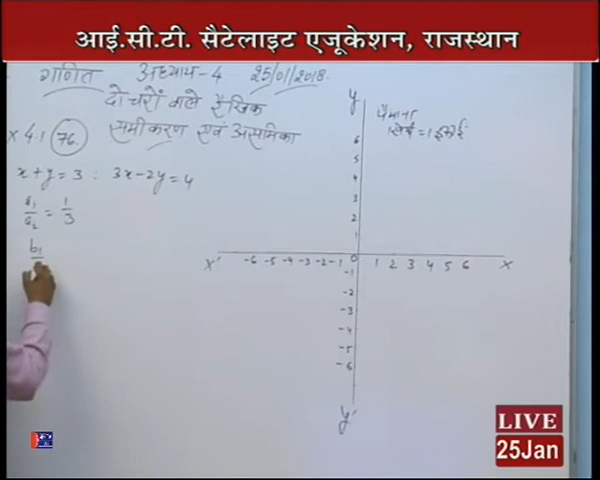 आई.सी.टी. सैटेलाइट एजूकेशन, राजस्थान
गणित अध्याय-4 25/01/2018
दो चरों वाले रैखिक
समीकरण एवं असमिका
x 4.1 76
x+y=3 : 3x-2y=4
a₁/a₂ = 1/3
b₁
y
पैमाना
=1 इकाई
6
5
4
3
2
1
x' -6 -5 -4 -3 -2 -1 0 1 2 3 4 5 6 x
-1
-2
-3
-4
-5
-6
y'
LIVE
25Jan